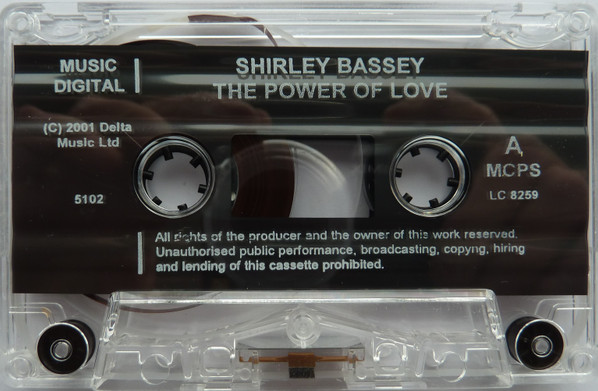 MUSIC
DIGITAL
SHIRLEY BASSEY
THE POWER OF LOVE
(C) 2001 Delta
Music Ltd
5102
A
MCPS
LC 8259
All rights of the producer and the owner of this work reserved.
Unauthorised public performance, broadcasting, copyng, hiring
and lending of this cassette prohibited.